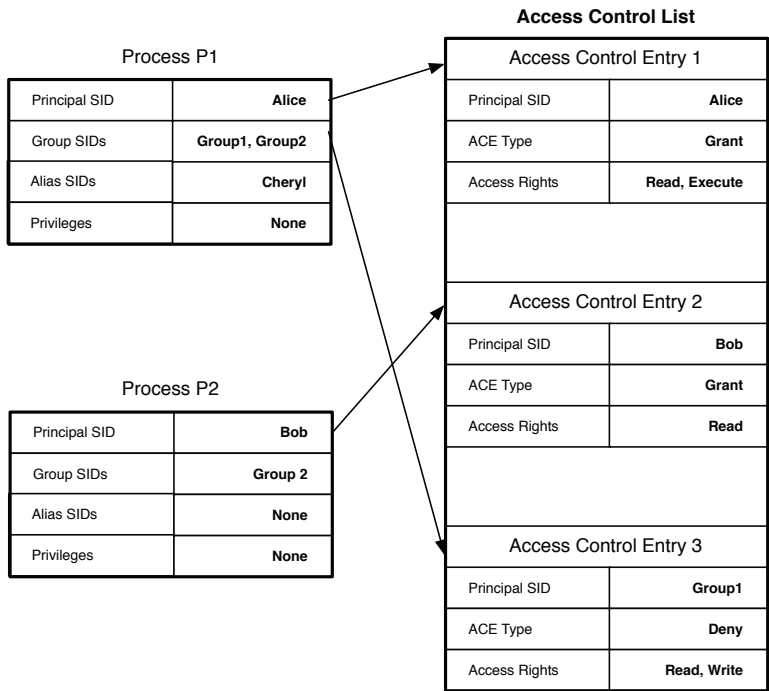 Process P1
Principal SID Alice
Group SIDs Group1, Group2
Alias SIDs Cheryl
Privileges None
Process P2
Principal SID Bob
Group SIDs Group 2
Alias SIDs None
Privileges None
Access Control List
Access Control Entry 1
Principal SID Alice
ACE Type Grant
Access Rights Read, Execute
Access Control Entry 2
Principal SID Bob
ACE Type Grant
Access Rights Read
Access Control Entry 3
Principal SID Group1
ACE Type Deny
Access Rights Read, Write